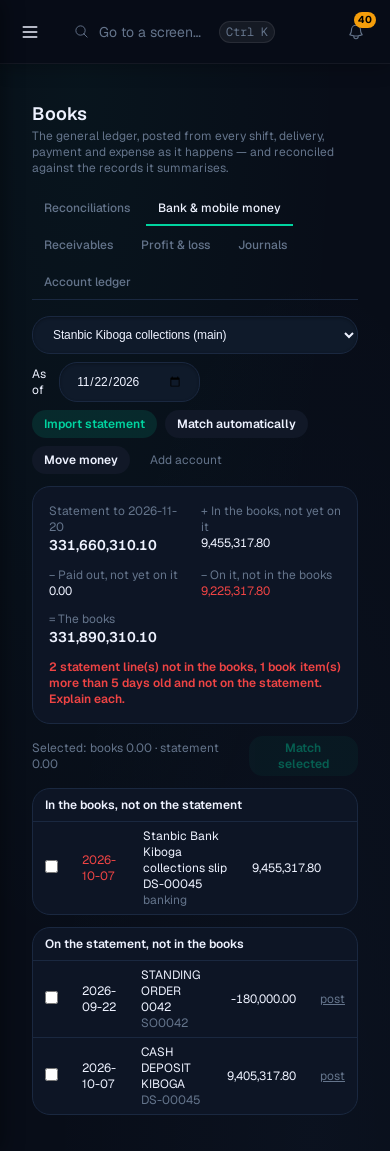 Go to a screen...
Ctrl K
40
Books
The general ledger, posted from every shift, delivery,
payment and expense as it happens — and reconciled
against the records it summarises.
Reconciliations
Bank & mobile money
Receivables
Profit & loss
Journals
Account ledger
Stanbic Kiboga collections (main)
As
of
11/22/2026
Import statement
Match automatically
Move money
Add account
Statement to 2026-11-
20
331,660,310.10
+ In the books, not yet on
it
9,455,317.80
− Paid out, not yet on it
0.00
− On it, not in the books
9,225,317.80
= The books
331,890,310.10
2 statement line(s) not in the books, 1 book item(s)
more than 5 days old and not on the statement.
Explain each.
Selected: books 0.00 · statement
0.00
Match
selected
In the books, not on the statement
2026-
10-07
Stanbic Bank
Kiboga
collections slip
DS-00045
banking
9,455,317.80
On the statement, not in the books
2026-
09-22
STANDING
ORDER
0042
SO0042
-180,000.00
post
2026-
10-07
CASH
DEPOSIT
KIBOGA
DS-00045
9,405,317.80
post